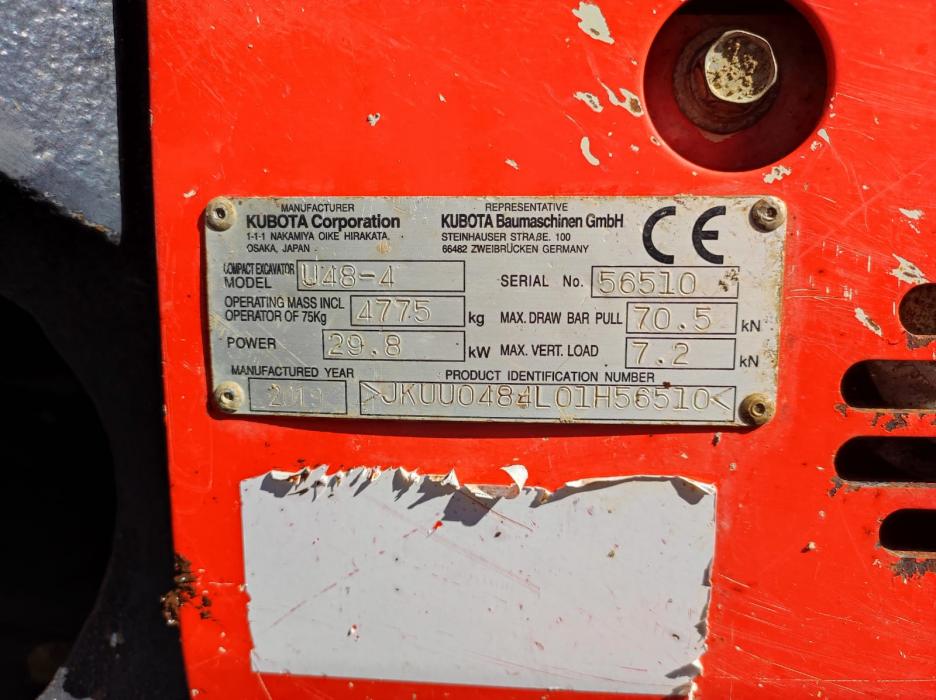 MANUFACTURER
KUBOTA Corporation
1-1-1 NAKAMIYA OIKE HIRAKATA,
OSAKA, JAPAN
REPRESENTATIVE
KUBOTA Baumaschinen GmbH
STEINHAUSER STRAßE. 100
66482 ZWEIBRÜCKEN GERMANY
CE
COMPACT EXCAVATOR
MODEL U48-4
SERIAL No. 56510
OPERATING MASS INCL
OPERATOR OF 75Kg 4775 kg
MAX. DRAW BAR PULL 70.5 kN
POWER 29.8 kW
MAX. VERT. LOAD 7.2 kN
MANUFACTURED YEAR
PRODUCT IDENTIFICATION NUMBER
>JKUU0484L01H56510<